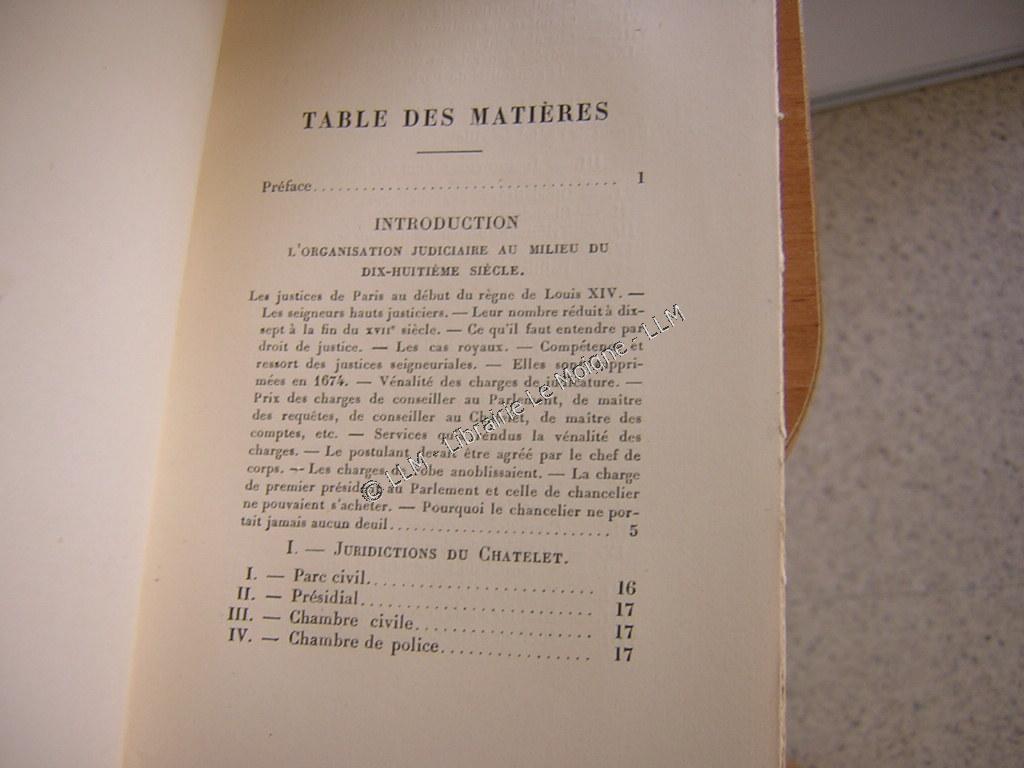 TABLE DES MATIÈRES
Préface.................................... 1
INTRODUCTION
L'ORGANISATION JUDICIAIRE AU MILIEU DU
DIX-HUITIÈME SIÈCLE.
Les justices de Paris au début du règne de Louis XIV. —
Les seigneurs hauts justiciers. — Leur nombre réduit à dix-
sept à la fin du XVIIe siècle. — Ce qu'il faut entendre par
droit de justice. — Les cas royaux. — Compétence et
ressort des justices seigneuriales. — Elles sont suppri-
mées en 1674. — Vénalité des charges de judicature. —
Prix des charges de conseiller au Parlement, de maître
des requêtes, de conseiller au Châtelet, de maître des
comptes, etc. — Services qu'a rendus la vénalité des
charges. — Le postulant devait être agréé par le chef de
corps. — Les charges de robe anoblissaient. — La charge
de premier président au Parlement et celle de chancelier
ne pouvaient s'acheter. — Pourquoi le chancelier ne por-
tait jamais aucun deuil.......................... 5
I. — JURIDICTIONS DU CHATELET.
I. — Parc civil........................... 16
II. — Présidial........................... 17
III. — Chambre civile..................... 17
IV. — Chambre de police.................. 17
© LLM - Librairie Le Moigne - LLM